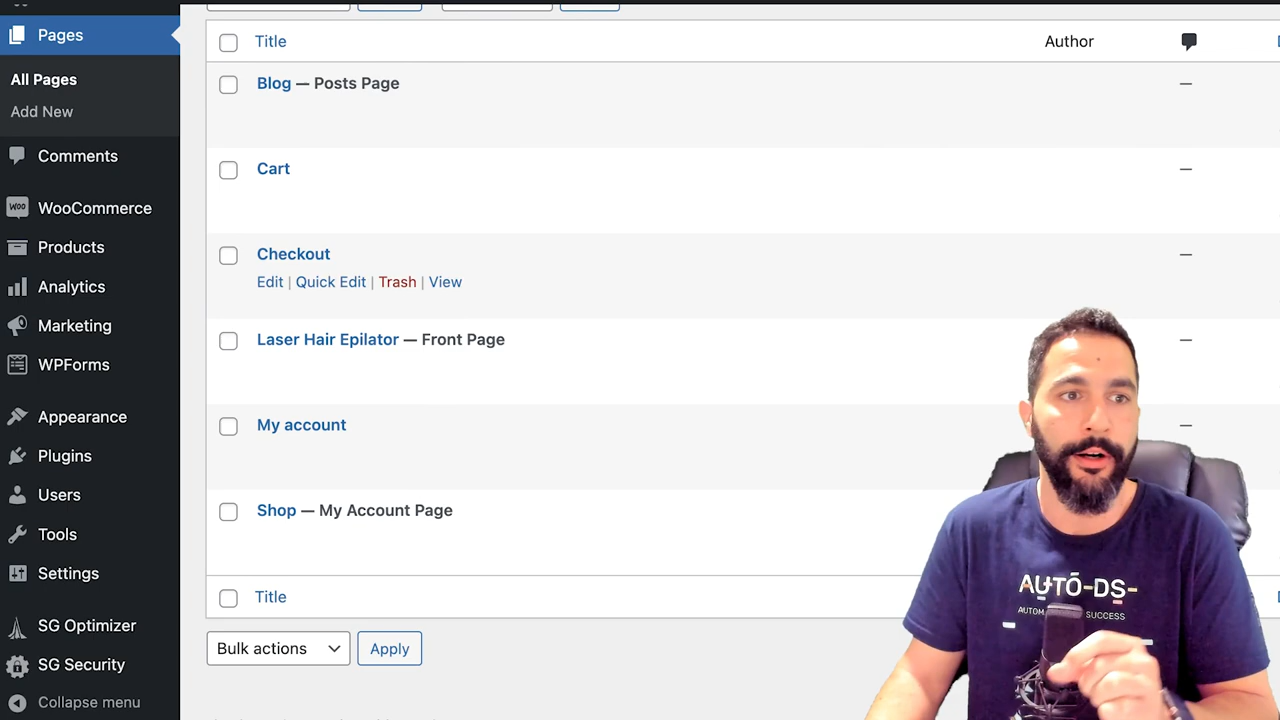 Pages
All Pages
Add New
Comments
WooCommerce
Products
Analytics
Marketing
WPForms
Appearance
Plugins
Users
Tools
Settings
SG Optimizer
SG Security
Collapse menu
Title Author
Blog — Posts Page —
Cart —
Checkout —
Edit | Quick Edit | Trash | View
Laser Hair Epilator — Front Page —
My account —
Shop — My Account Page
Title
Bulk actions Apply
AUTO-DS-
AUTOM SUCCESS